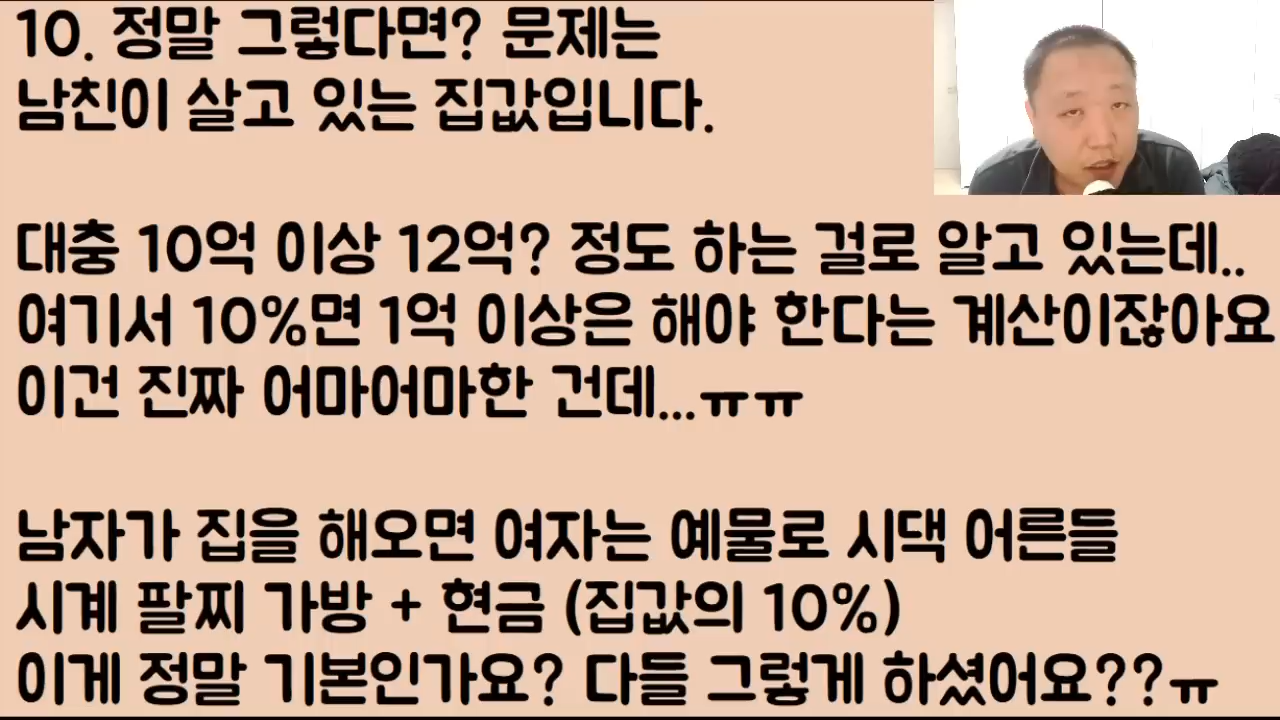 10. 정말 그렇다면? 문제는
남친이 살고 있는 집값입니다.
대충 10억 이상 12억? 정도 하는 걸로 알고 있는데..
여기서 10%면 1억 이상은 해야 한다는 계산이잖아요
이건 진짜 어마어마한 건데...ㅠㅠ
남자가 집을 해오면 여자는 예물로 시댁 어른들
시계 팔찌 가방 + 현금 (집값의 10%)
이게 정말 기본인가요? 다들 그렇게 하셨어요??ㅠ